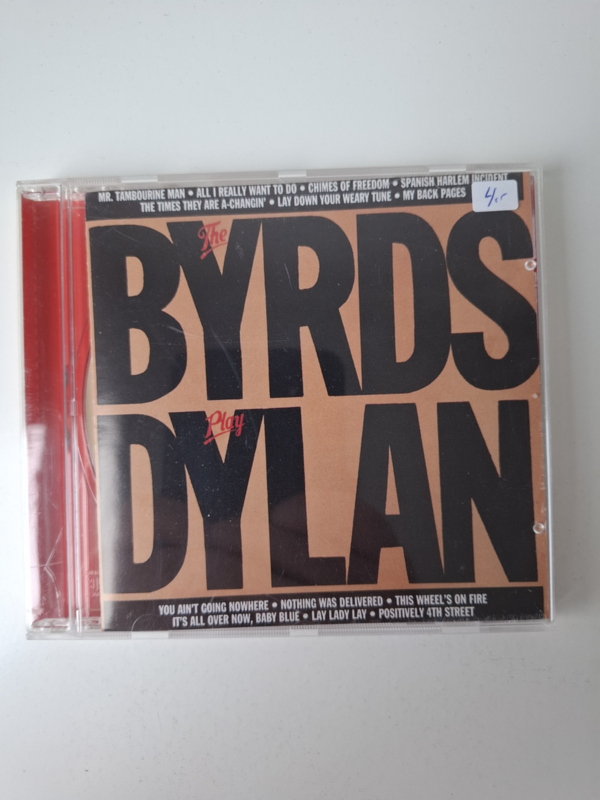 MR. TAMBOURINE MAN • ALL I REALLY WANT TO DO • CHIMES OF FREEDOM • SPANISH HARLEM INCIDENT
THE TIMES THEY ARE A-CHANGIN' • LAY DOWN YOUR WEARY TUNE • MY BACK PAGES
4,-
The
BYRDS
Play
DYLAN
YOU AIN'T GOING NOWHERE • NOTHING WAS DELIVERED • THIS WHEEL'S ON FIRE
IT'S ALL OVER NOW, BABY BLUE • LAY LADY LAY • POSITIVELY 4TH STREET